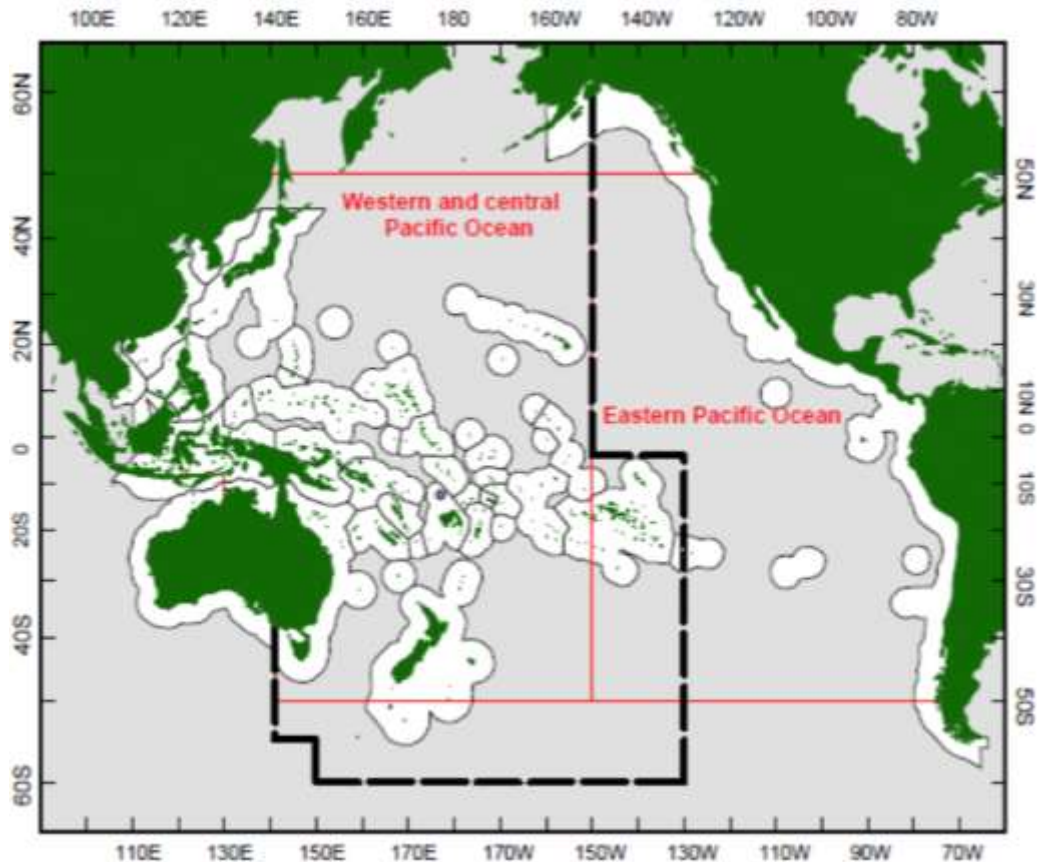 100E 120E 140E 160E 180 160W 140W 120W 100W 80W
60N
50N
Western and central
Pacific Ocean
40N
30N
20N
Eastern Pacific Ocean
10N
0
0
10S
20S
30S
40S
50S
60S
110E 130E 150E 170E 170W 150W 130W 110W 90W 70W